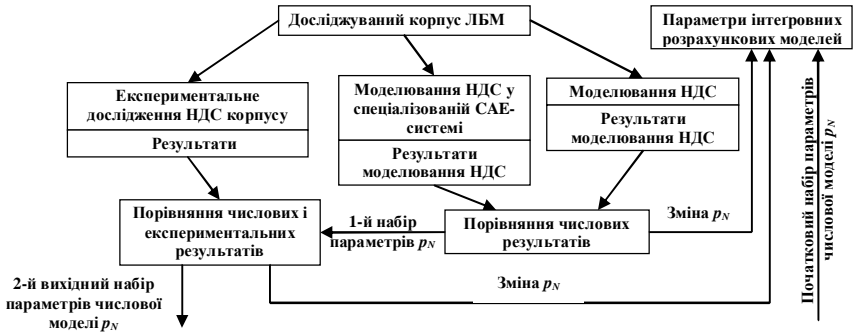 Досліджуваний корпус ЛБМ
Параметри інтегровних
розрахункових моделей
Експериментальне
дослідження НДС корпусу
Результати
Моделювання НДС у
спеціалізованій САЕ-
системі
Результати
моделювання НДС
Моделювання НДС
Результати
моделювання НДС
Порівняння числових і
експериментальних
результатів
1-й набір
параметрів pN
Порівняння числових
результатів
Зміна pN
Початковий набір параметрів
числової моделі pN
2-й вихідний набір
параметрів числової
моделі pN
Зміна pN